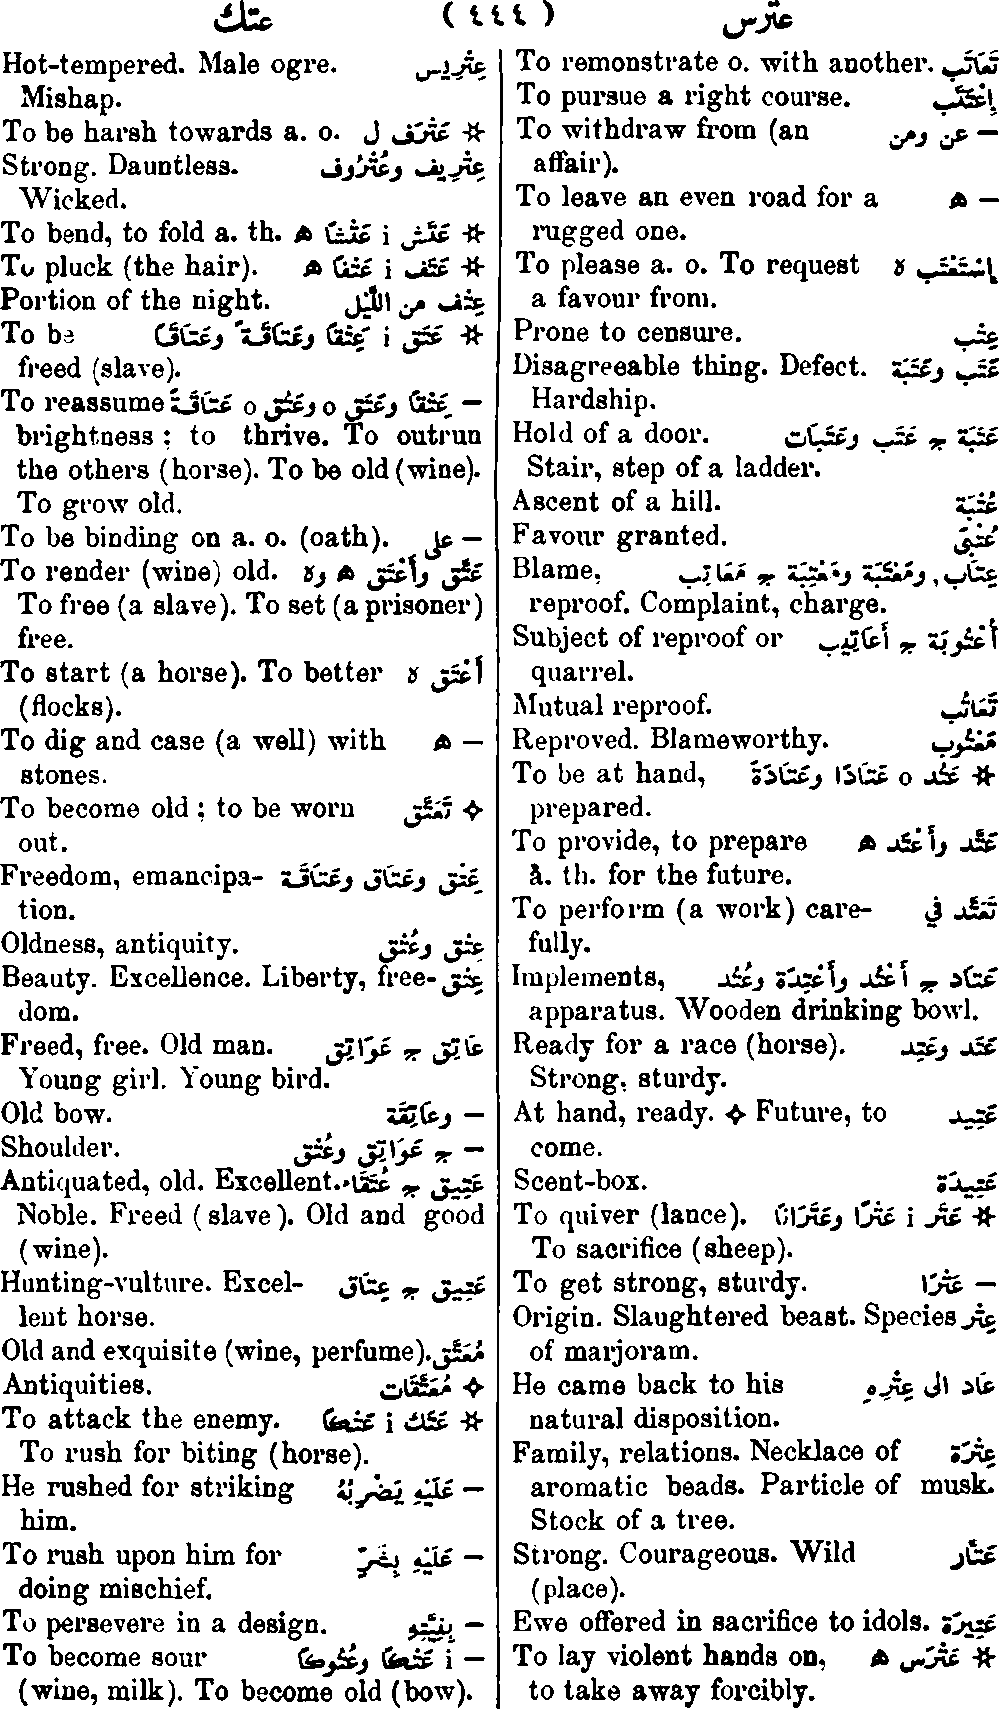 عتك ( ٤٤٤ ) عترس
To remonstrate o. with another. تَعَاتَب
To pursue a right course. إِعْتَتَب
To withdraw from (an — عن ومن
affair).
To leave an even road for a — ه
rugged one.
To please a. o. To request إِسْتَعْتَب ه
a favour from.
Prone to censure. عِتْب
Disagreeable thing. Defect. عَتَب وعَتَبَة
Hardship.
Hold of a door. عَتَبَة ج عَتَب وعَتَبَات
Stair, step of a ladder.
Ascent of a hill. عُتْبَة
Favour granted. عُتْبَى
Blame, عِتَاب, ومَعْتَبَة ومَعْتِبَة ج مَعَاتِب
reproof. Complaint, charge.
Subject of reproof or أُعْتُوبَة ج أَعَاتِيب
quarrel.
Mutual reproof. تَعَاتُب
Reproved. Blameworthy. مَعْتُوب
To be at hand, ✲ عَتُد o عَتَادًا وعَتَادَةً
prepared.
To provide, to prepare عَتَّد وأَعْتَد ه
a. th. for the future.
To perform (a work) care- تَعَتَّد في
fully.
Implements, عَتَاد ج أَعْتُد وأَعْتِدَة وعُتُد
apparatus. Wooden drinking bowl.
Ready for a race (horse). عَتَد وعَتِد
Strong, sturdy.
At hand, ready. ✧ Future, to عَتِيد
come.
Scent-box. عَتِيدَة
To quiver (lance). ✲ عَتَر i عَتْرًا وعَتَرَانًا
To sacrifice (sheep).
To get strong, sturdy. — عَتْرًا
Origin. Slaughtered beast. Species عِتْر
of marjoram.
He came back to his عَاد الى عِتْرِهِ
natural disposition.
Family, relations. Necklace of عِتْرَة
aromatic beads. Particle of musk.
Stock of a tree.
Strong. Courageous. Wild عَتَّار
(place).
Ewe offered in sacrifice to idols. عَتِيرَة
To lay violent hands on, ✲ عَتْرَس ه
to take away forcibly.
Hot-tempered. Male ogre. عِتْرِيس
Mishap.
To be harsh towards a. o. ✲ عَتْرَف ل
Strong. Dauntless. عِتْرِيف وعُتْرُوف
Wicked.
To bend, to fold a. th. ✲ عَتَش i عَتْشًا ه
To pluck (the hair). ✲ عَتَف i عَتْفًا ه
Portion of the night. عِتْف من اللَّيْل
To be ✲ عَتَق i عِتْقًا وعَتَاقَةً وعَتَاقًا
freed (slave).
To reassume — عِتْقًا وعَتَق o وعَتُق o عَتَاقَةً
brightness ; to thrive. To outrun
the others (horse). To be old (wine).
To grow old.
To be binding on a. o. (oath). — على
To render (wine) old. عَتَّق وأَعْتَق ه وه
To free (a slave). To set (a prisoner)
free.
To start (a horse). To better أَعْتَق ه
(flocks).
To dig and case (a well) with — ه
stones.
To become old ; to be worn ✧ تَعَتَّق
out.
Freedom, emancipa- عِتْق وعَتَاق وعَتَاقَة
tion.
Oldness, antiquity. عِتْق وعُتْق
Beauty. Excellence. Liberty, free- عِتْق
dom.
Freed, free. Old man. عَاتِق ج عَوَاتِق
Young girl. Young bird.
Old bow. — وعَاتِقَة
Shoulder. — ج عَوَاتِق وعُتْق
Antiquated, old. Excellent. عَتِيق ج عُتَقَاء
Noble. Freed (slave). Old and good
(wine).
Hunting-vulture. Excel- عَتِيق ج عِتَاق
lent horse.
Old and exquisite (wine, perfume). مُعَتَّق
Antiquities. ✧ مُعَتَّقَات
To attack the enemy. ✲ عَتَك i عَتْكًا
To rush for biting (horse).
He rushed for striking — عَلَيْهِ يَضْرِبُهُ
him.
To rush upon him for — عَلَيْهِ بِشَرٍّ
doing mischief.
To persevere in a design. — بِنِيَّتِهِ
To become sour — i عَتْكًا وعُتُوكًا
(wine, milk). To become old (bow).